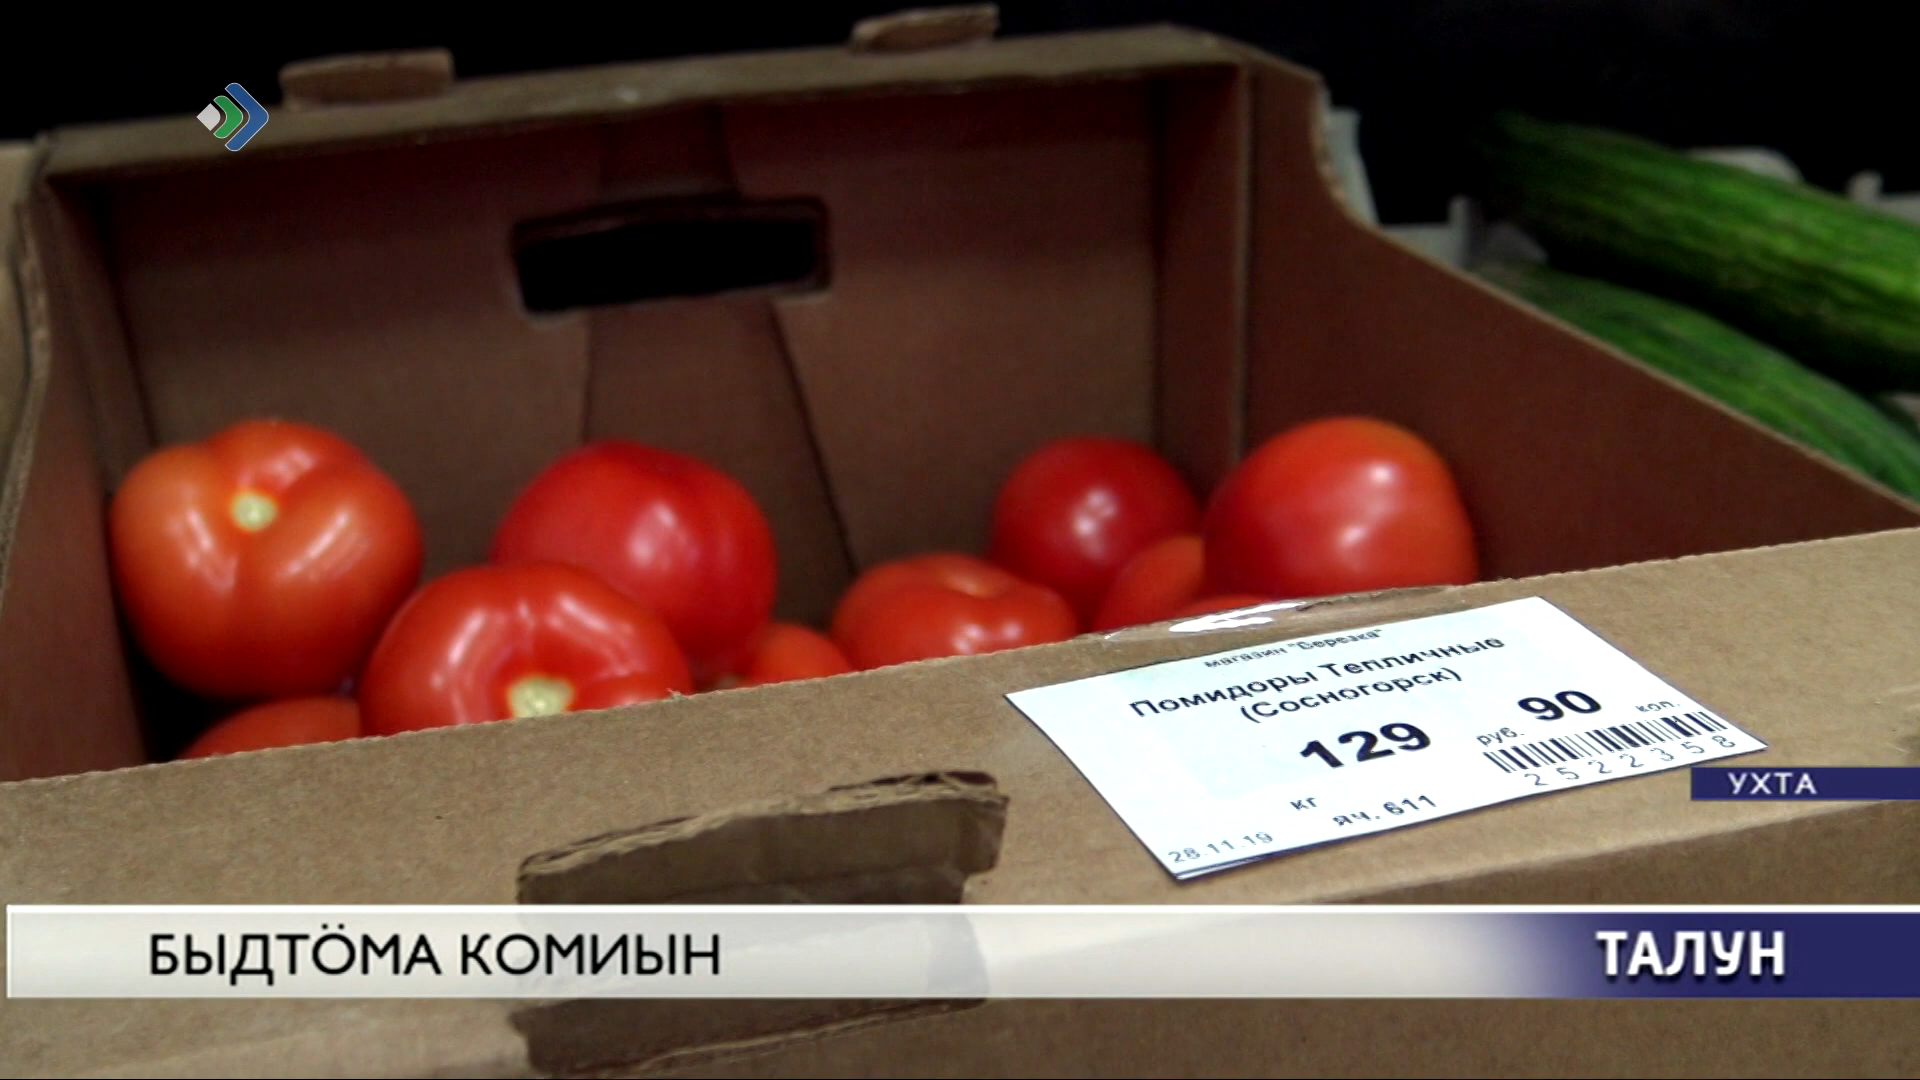 магазин "Березка"
Помидоры Тепличные
(Сосногорск)
129 руб. 90 коп.
кг
яч. 611
2522358
28.11.19
УХТА
БЫДТӦМА КОМИЫН
ТАЛУН